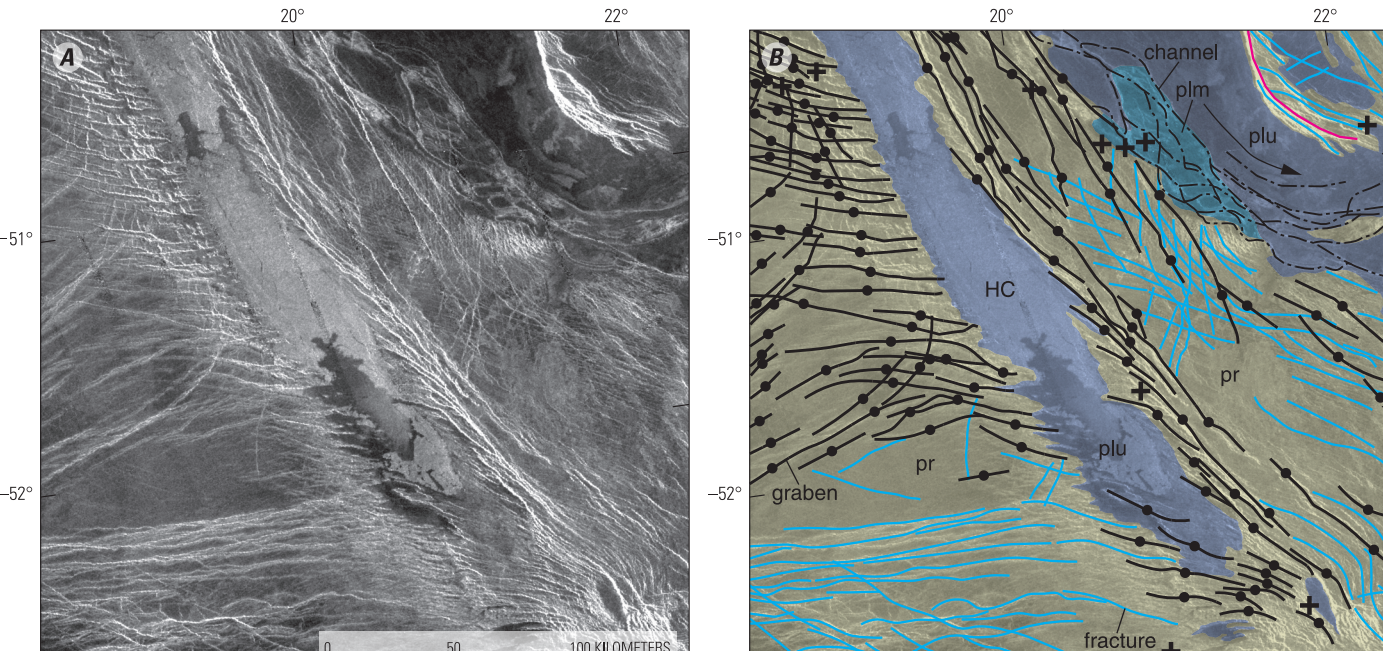 20° 22° 20° 22°
A
B
channel
plm
plu
–51° –51°
HC
pr
plu
pr
graben
–52° –52°
fracture
0 50 100 KILOMETERS